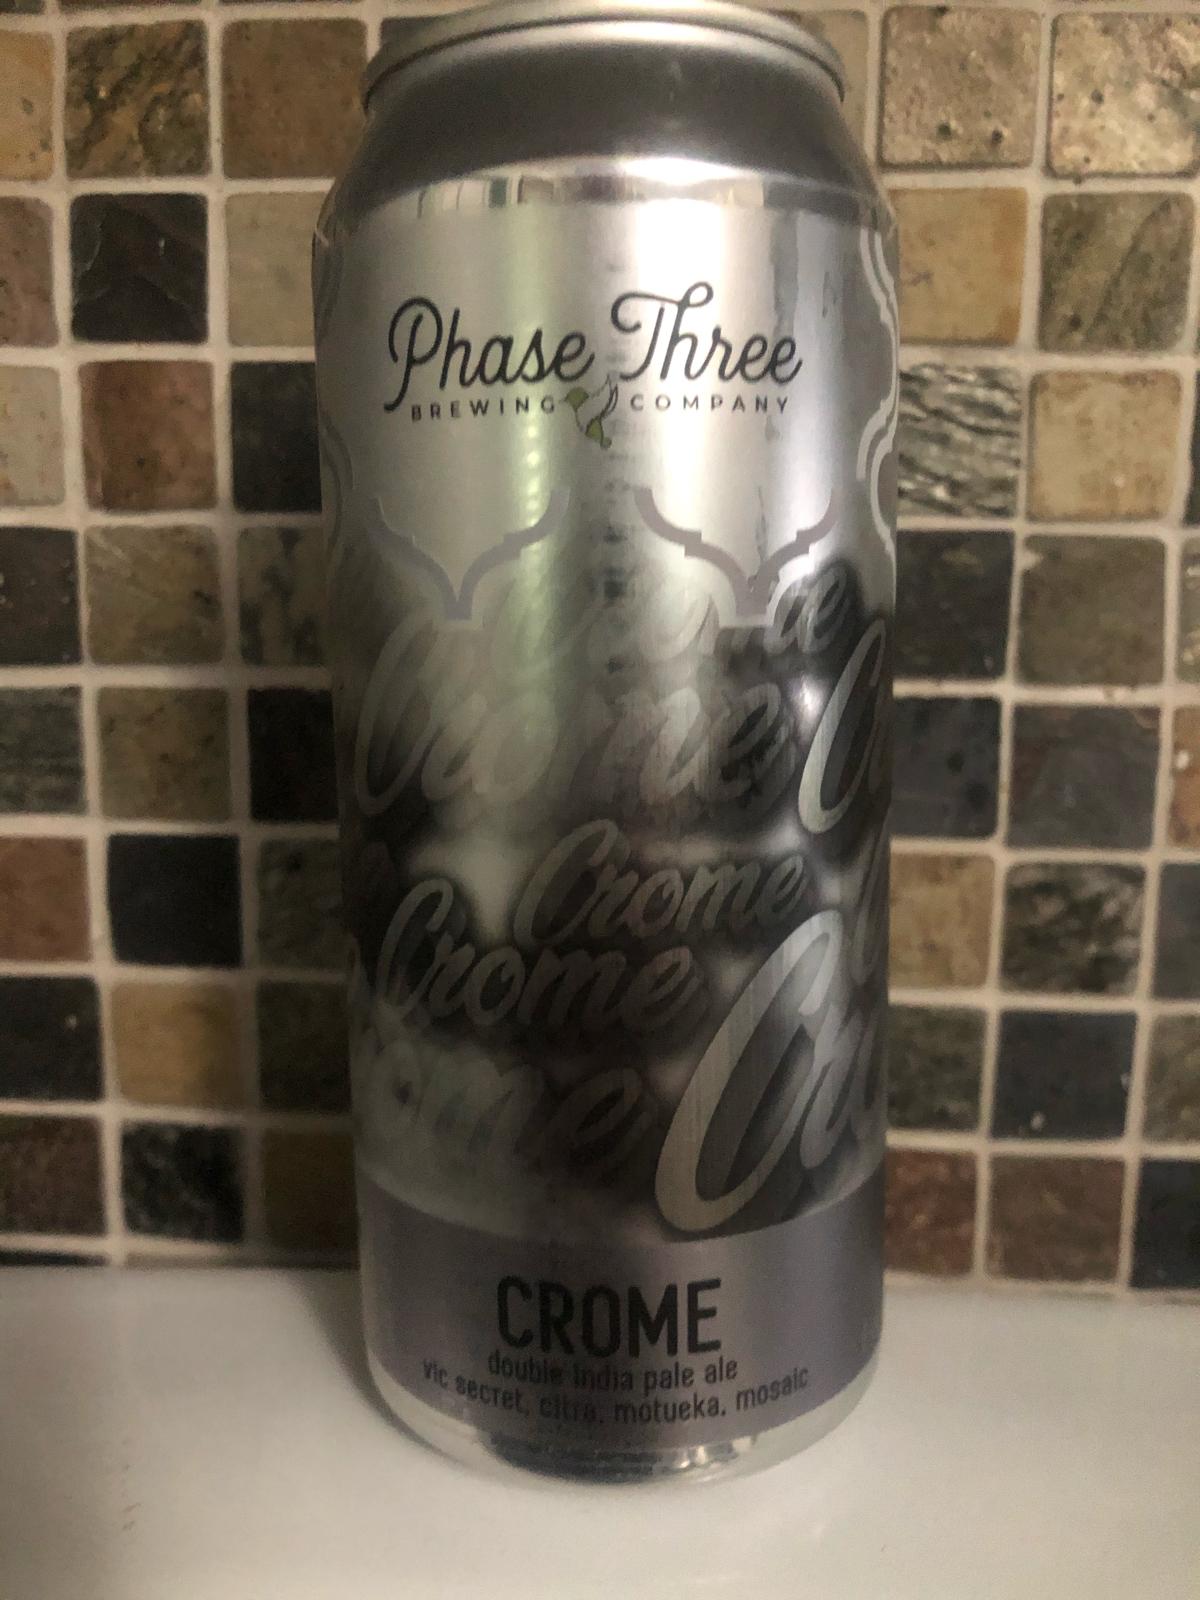 Phase Three
BREWING COMPANY
Crome
Crome
Crome
CROME
double india pale ale
vic secret, citra, motueka, mosaic